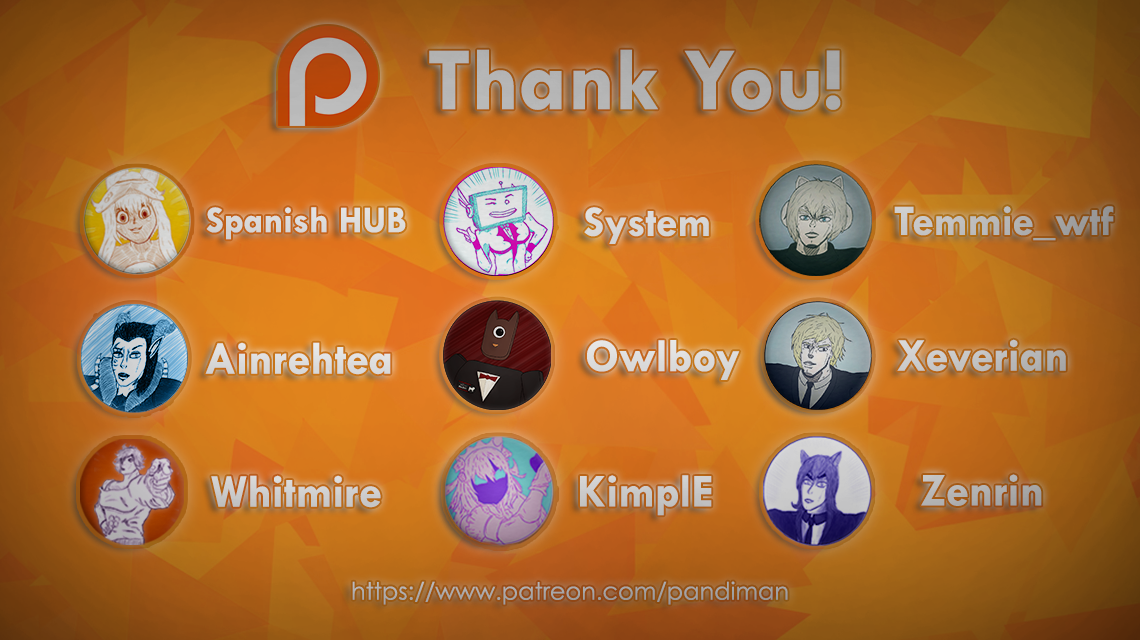 Thank You!
Spanish HUB
System
Temmie_wtf
Ainrehtea
Owlboy
Xeverian
Whitmire
KimplE
Zenrin
https://www.patreon.com/pandiman